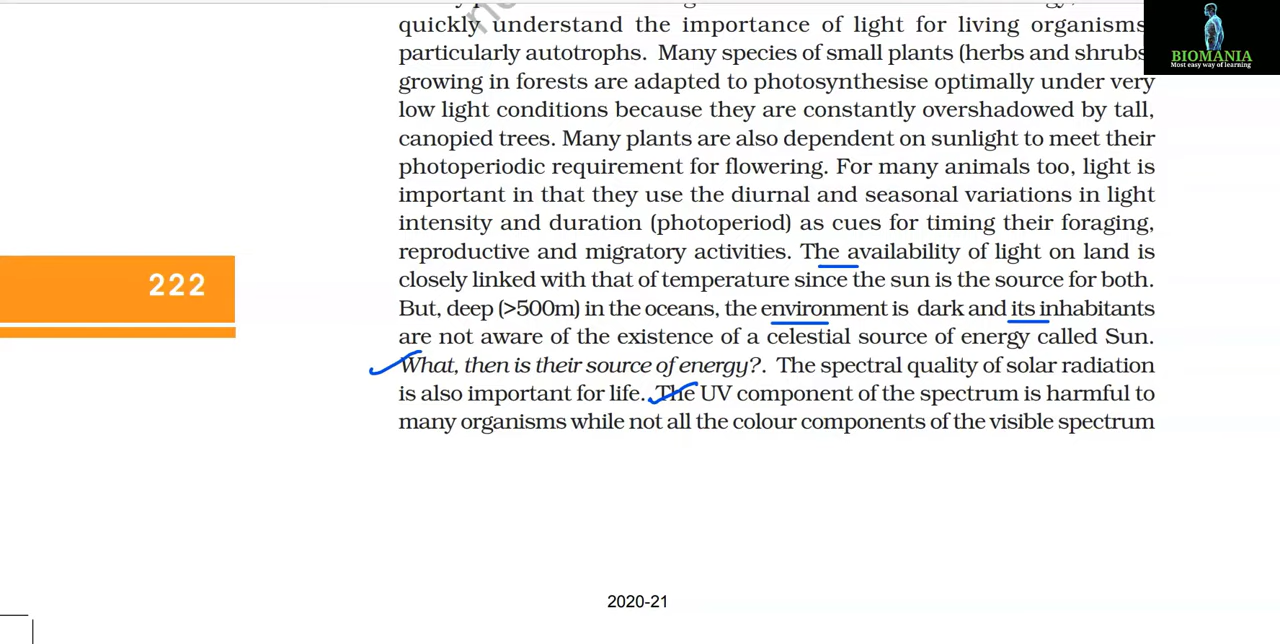 quickly understand the importance of light for living organisms
particularly autotrophs. Many species of small plants (herbs and shrubs
growing in forests are adapted to photosynthesise optimally under very
low light conditions because they are constantly overshadowed by tall,
canopied trees. Many plants are also dependent on sunlight to meet their
photoperiodic requirement for flowering. For many animals too, light is
important in that they use the diurnal and seasonal variations in light
intensity and duration (photoperiod) as cues for timing their foraging,
reproductive and migratory activities. The availability of light on land is
closely linked with that of temperature since the sun is the source for both.
But, deep (>500m) in the oceans, the environment is dark and its inhabitants
are not aware of the existence of a celestial source of energy called Sun.
What, then is their source of energy?. The spectral quality of solar radiation
is also important for life. The UV component of the spectrum is harmful to
many organisms while not all the colour components of the visible spectrum
222
2020-21
BIOMANIA
Most easy way of learning